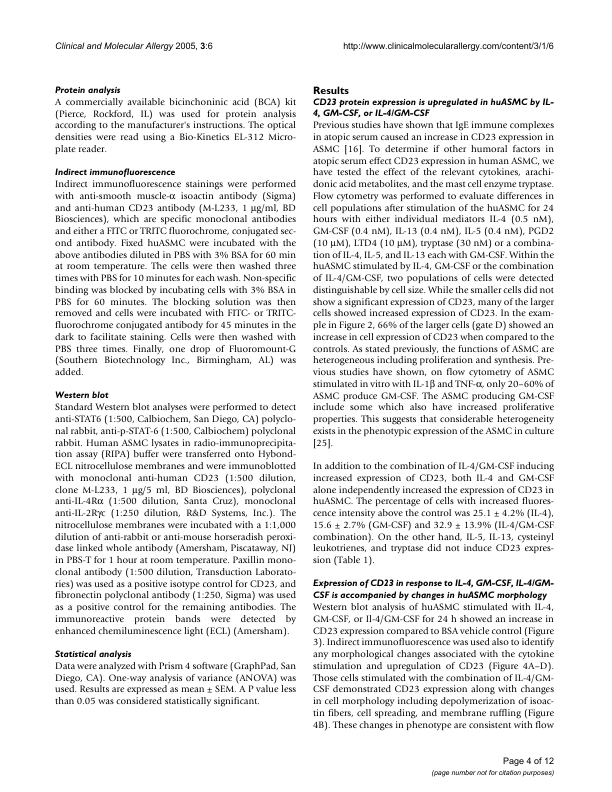 Clinical and Molecular Allergy 2005, 3:6
http://www.clinicalmolecularallergy.com/content/3/1/6
Protein analysis
A commercially available bicinchoninic (BCA) kit
(Pierce, Rockford, IL) was used for protein analysis
according to the manufacturer's instructions. The optical
densities were read using a Bio-Kinetics EL-312 Micro-
plate reader.
Indirect immunofluorescence
Indirect immunofluorescence stainings were performed
with anti-smooth muscle-α isoactin antibody (Sigma)
and anti-human CD23 antibody (M-L233, 1 μg/ml, BD
Biosciences), which are specific monoclonal antibodies
and either a FITC or TRITC fluorochrome, conjugated sec-
ond antibody. Fixed huASMC were incubated with the
above antibodies diluted in PBS with 3% BSA for 60 min
at room temperature. The cells were then washed three
times with PBS for 10 minutes for each wash. Non-specific
binding was blocked by incubating cells with 3% BSA in
PBS for 60 minutes. The blocking solution was then
removed and cells were incubated with FITC- or TRITC-
fluorochrome conjugated antibody for 45 minutes in the
dark to facilitate staining. Cells were then washed with
PBS three times. Finally, one drop of Fluoromount-G
(Southern Biotechnology Inc., Birmingham, AL) was
added.
Western blot
Standard Western blot analyses were performed to detect
anti-STAT6 (1:500, Calbiochem, San Diego, CA) polyclo-
nal rabbit, anti-p-STAT-6 (1:500, Calbiochem) polyclonal
rabbit. Human ASMC lysates in radio-immunoprecipita-
tion assay (RIPA) buffer were transferred onto Hybond-
ECL nitrocellulose membranes and were immunoblotted
with monoclonal anti-human CD23 (1:500 dilution,
clone M-L233, 1 μg/5 ml, BD Biosciences), polyclonal
anti-IL-4Rα (1:500 dilution, Santa Cruz), monoclonal
anti-IL-2Rγc (1:250 dilution, R&D Systems, Inc.). The
nitrocellulose membranes were incubated with a 1:1,000
dilution of anti-rabbit or anti-mouse horseradish peroxi-
dase linked whole antibody (Amersham, Piscataway, NJ)
in PBS-T for 1 hour at room temperature. Paxillin mono-
clonal antibody (1:500 dilution, Transduction Laborato-
ries) was used as a positive isotype control for CD23, and
fibronectin polyclonal antibody (1:250, Sigma) was used
as a positive control for the remaining antibodies. The
immunoreactive protein bands were detected by
enhanced chemiluminescence light (ECL) (Amersham).
Statistical analysis
Data were analyzed with Prism 4 software (GraphPad, San
Diego, CA). One-way analysis of variance (ANOVA) was
used. Results are expressed as mean ± SEM. A P value less
than 0.05 was considered statistically significant.
Results
CD23 protein expression is upregulated in huASMC by IL-
4, GM-CSF, or IL-4/GM-CSF
Previous studies have shown that IgE immune complexes
in atopic serum caused an increase in CD23 expression in
ASMC [16]. To determine if other humoral factors in
atopic serum effect CD23 expression in human ASMC, we
have tested the effect of the relevant cytokines, arachi-
donic acid metabolites, and the mast cell enzyme tryptase.
Flow cytometry was performed to evaluate differences in
cell populations after stimulation of the huASMC for 24
hours with either individual mediators IL-4 (0.5 nM),
GM-CSF (0.4 nM), IL-13 (0.4 nM), IL-5 (0.4 nM), PGD2
(10 μM), LTD4 (10 μM), tryptase (30 nM) or a combina-
tion of IL-4, IL-5, and IL-13 each with GM-CSF. Within the
huASMC stimulated by IL-4, GM-CSF or the combination
of IL-4/GM-CSF, two populations of cells were detected
distinguishable by cell size. While the smaller cells did not
show a significant expression of CD23, many of the larger
cells showed increased expression of CD23. In the exam-
ple in Figure 2, 66% of the larger cells (gate D) showed an
increase in cell expression of CD23 when compared to the
controls. As stated previously, the functions of ASMC are
heterogeneous including proliferation and synthesis. Pre-
vious studies have shown, on flow cytometry of ASMC
stimulated in vitro with IL-1β and TNF-α, only 20–60% of
ASMC produce GM-CSF. The ASMC producing GM-CSF
include some which also have increased proliferative
properties. This suggests that considerable heterogeneity
exists in the phenotypic expression of the ASMC in culture
[25].
In addition to the combination of IL-4/GM-CSF inducing
increased expression of CD23, both IL-4 and GM-CSF
alone independently increased the expression of CD23 in
huASMC. The percentage of cells with increased fluores-
cence intensity above the control was 25.1 ± 4.2% (IL-4),
15.6 ± 2.7% (GM-CSF) and 32.9 ± 13.9% (IL-4/GM-CSF
combination). On the other hand, IL-5, IL-13, cysteinyl
leukotrienes, and tryptase did not induce CD23 expres-
sion (Table 1).
Expression of CD23 in response to IL-4, GM-CSF, IL-4/GM-
CSF is accompanied by changes in huASMC morphology
Western blot analysis of huASMC stimulated with IL-4,
GM-CSF, or Il-4/GM-CSF for 24 h showed an increase in
CD23 expression compared to BSA vehicle control (Figure
3). Indirect immunofluorescence was used also to identify
any morphological changes associated with the cytokine
stimulation and upregulation of CD23 (Figure 4A–D).
Those cells stimulated with the combination of IL-4/GM-
CSF demonstrated CD23 expression along with changes
in cell morphology including depolymerization of isoac-
tin fibers, cell spreading, and membrane ruffling (Figure
4B). These changes in phenotype are consistent with flow
Page 4 of 12
(page number not for citation purposes)